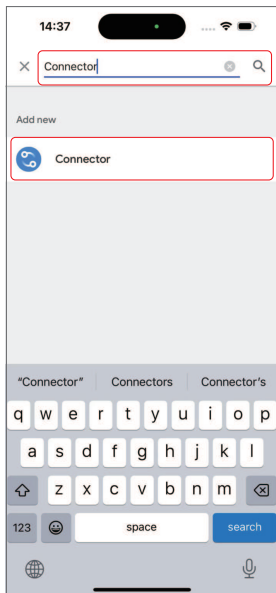 14:37
Connector
Add new
Connector
“Connector” Connectors Connector’s
q w e r t y u i o p
a s d f g h j k l
z x c v b n m
123 space search